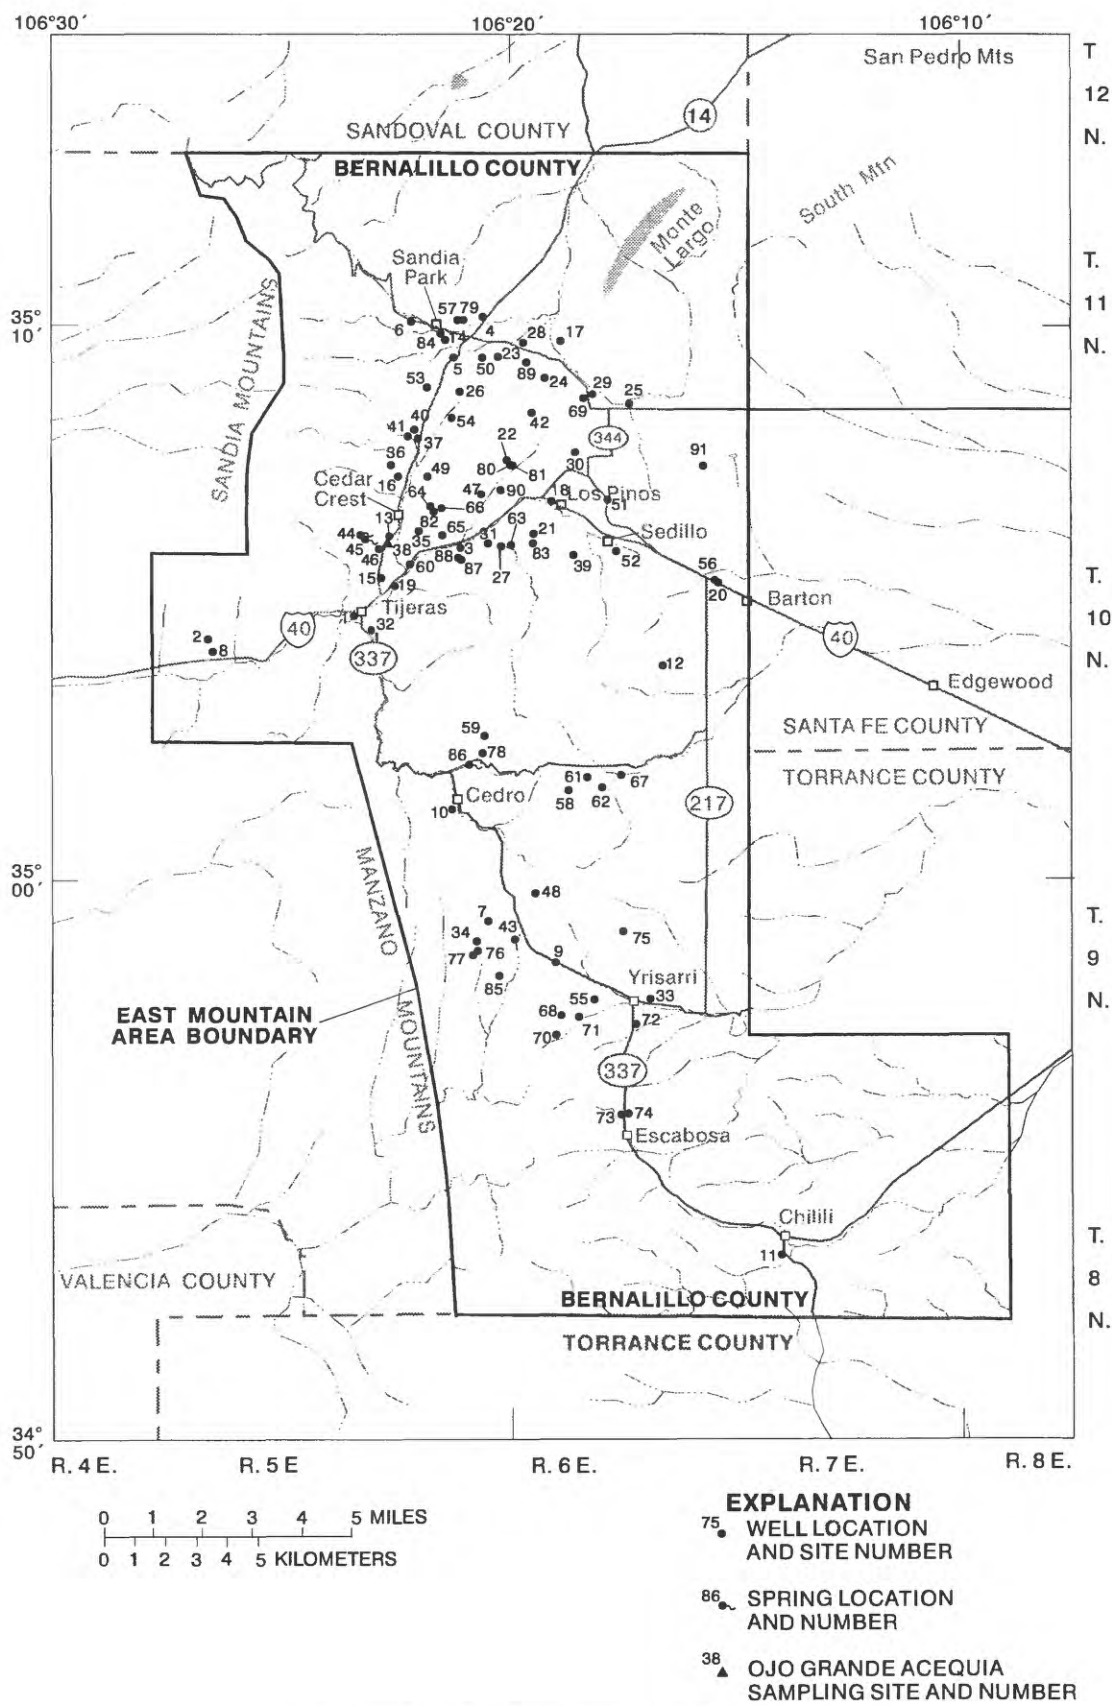 106°30´
106°20´
106°10´
San Pedro Mts
T
12
N.
14
SANDOVAL COUNTY
BERNALILLO COUNTY
South Mtn
Monte
Largo
T.
11
N.
Sandia
Park
SANDIA MOUNTAINS
35°
10´
57 79
6
4
84
14
28
17
5
50
23
89
24
53
26
29
25
69
54
42
40
41
37
344
22
91
36
80
81
30
49
16
Cedar
Crest
64
47
90
18
Los Pinos
51
66
13
82
65
63
21
Sedillo
44
45
38
35
31
46
88
3
27
83
39
52
87
60
15
19
56
20
T.
10
N.
Tijeras
Barton
40
32
2
8
337
40
12
Edgewood
59
SANTA FE COUNTY
78
86
TORRANCE COUNTY
61
67
58
62
Cedro
10
217
MANZANO
MOUNTAINS
35°
00´
48
7
34
43
75
T.
9
N.
76
77
9
85
Yrisarri
EAST MOUNTAIN
AREA BOUNDARY
55
33
68
71
72
70
337
73
74
Escabosa
Chilili
11
T.
8
N.
VALENCIA COUNTY
BERNALILLO COUNTY
TORRANCE COUNTY
34°
50´
R. 4 E.
R. 5 E
R. 6 E.
R. 7 E.
R. 8 E.
0 1 2 3 4 5 MILES
0 1 2 3 4 5 KILOMETERS
EXPLANATION
75 WELL LOCATION
AND SITE NUMBER
86 SPRING LOCATION
AND NUMBER
38 OJO GRANDE ACEQUIA
SAMPLING SITE AND NUMBER